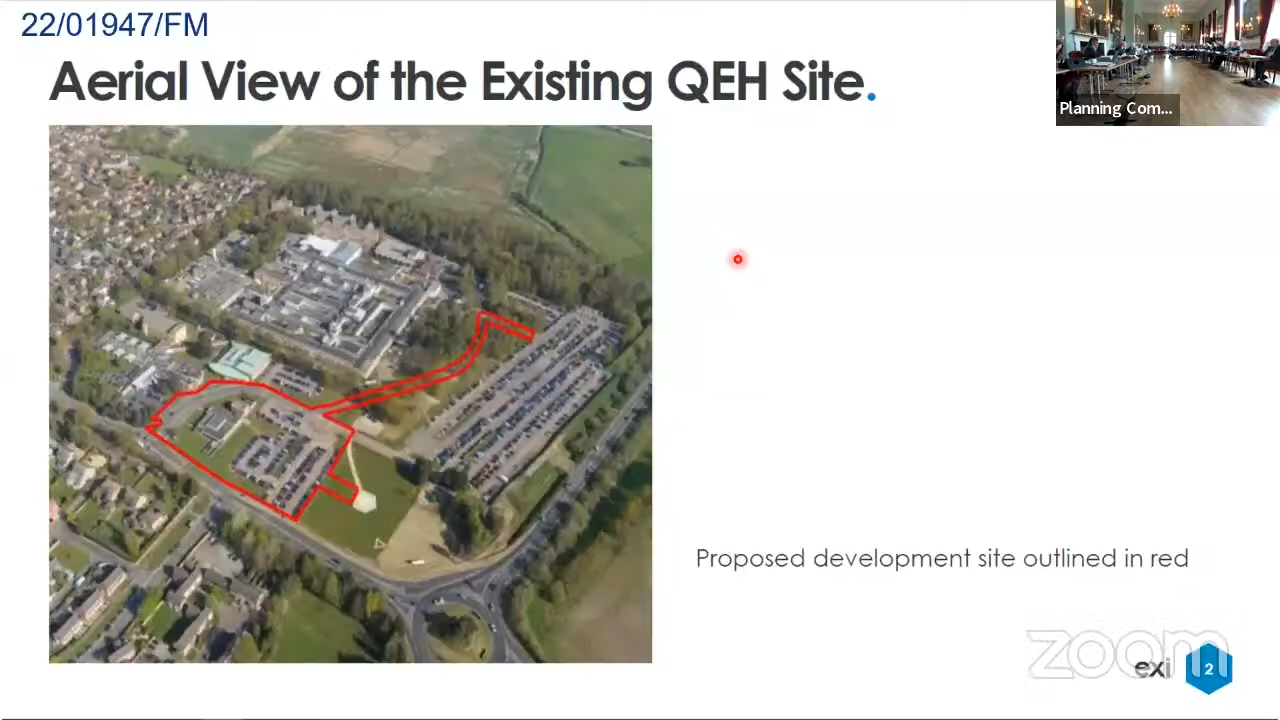 22/01947/FM
Aerial View of the Existing QEH Site.
Planning Com...
Proposed development site outlined in red
zoom
exi
2